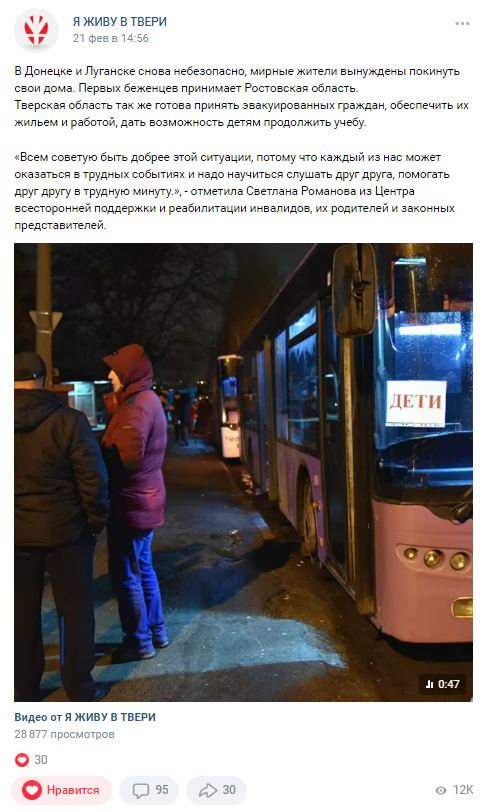 Я ЖИВУ В ТВЕРИ
21 фев в 14:56
В Донецке и Луганске снова небезопасно, мирные жители вынуждены покинуть
свои дома. Первых беженцев принимает Ростовская область.
Тверская область так же готова принять эвакуированных граждан, обеспечить их
жильем и работой, дать возможность детям продолжить учебу.
«Всем советую быть добрее этой ситуации, потому что каждый из нас может
оказаться в трудных событиях и надо научиться слушать друг друга, помогать
друг другу в трудную минуту.», - отметила Светлана Романова из Центра
всесторонней поддержки и реабилитации инвалидов, их родителей и законных
представителей.
ДЕТИ
0:47
Видео от Я ЖИВУ В ТВЕРИ
28 877 просмотров
30
Нравится
95
30
12K